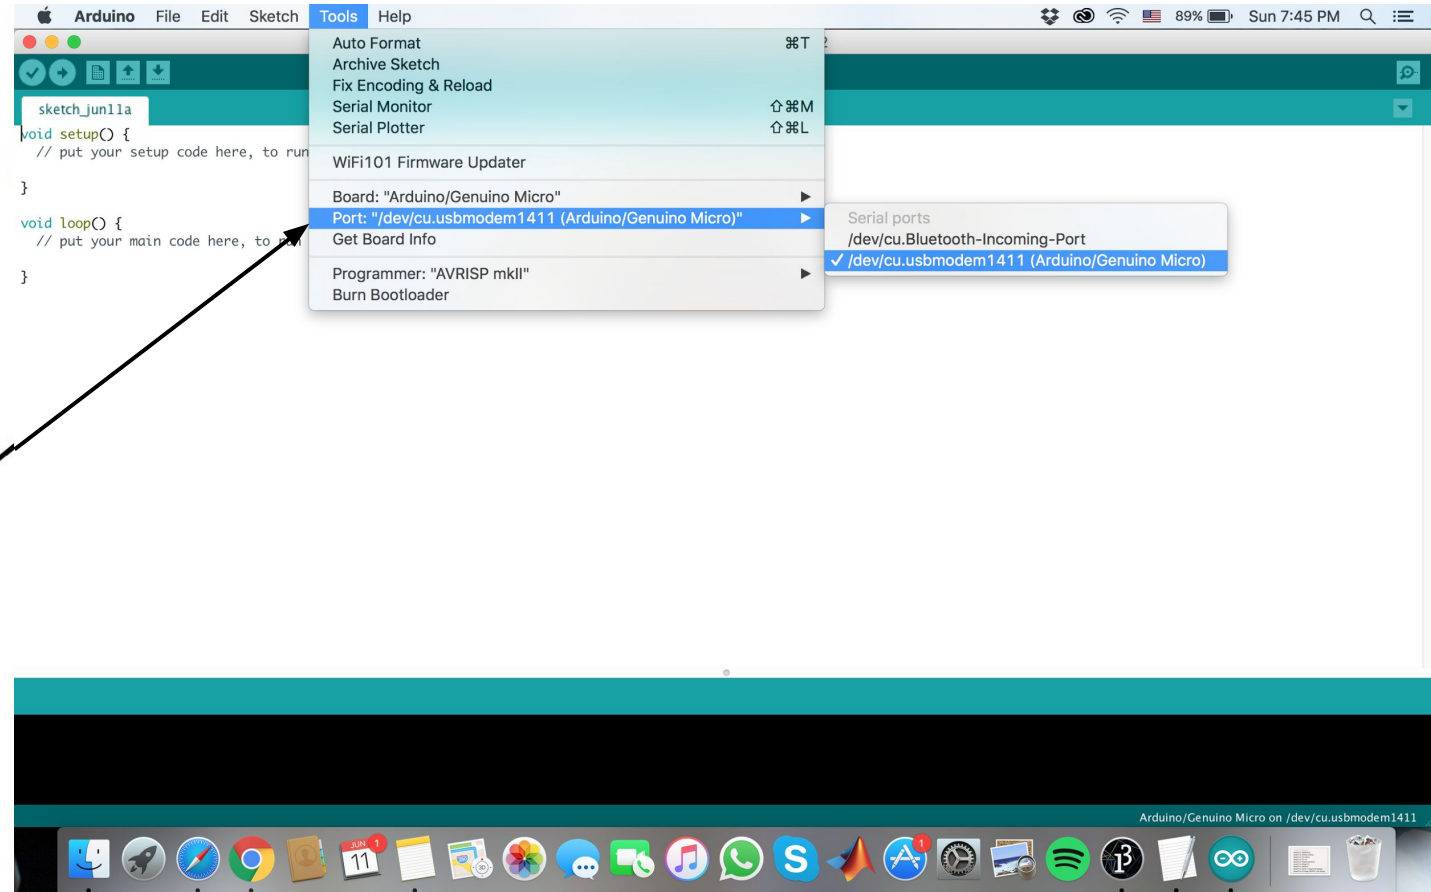 Arduino File Edit Sketch Tools Help 89% Sun 7:45 PM
2
sketch_jun11a
void setup() {
// put your setup code here, to run
}
void loop() {
// put your main code here, to run
}
Auto Format ⌘T
Archive Sketch
Fix Encoding & Reload
Serial Monitor ⇧⌘M
Serial Plotter ⇧⌘L
WiFi101 Firmware Updater
Board: "Arduino/Genuino Micro"
Port: "/dev/cu.usbmodem1411 (Arduino/Genuino Micro)"
Get Board Info
Programmer: "AVRISP mkII"
Burn Bootloader
Serial ports
/dev/cu.Bluetooth-Incoming-Port
✓ /dev/cu.usbmodem1411 (Arduino/Genuino Micro)
Arduino/Genuino Micro on /dev/cu.usbmodem1411
JUN 1
11
1